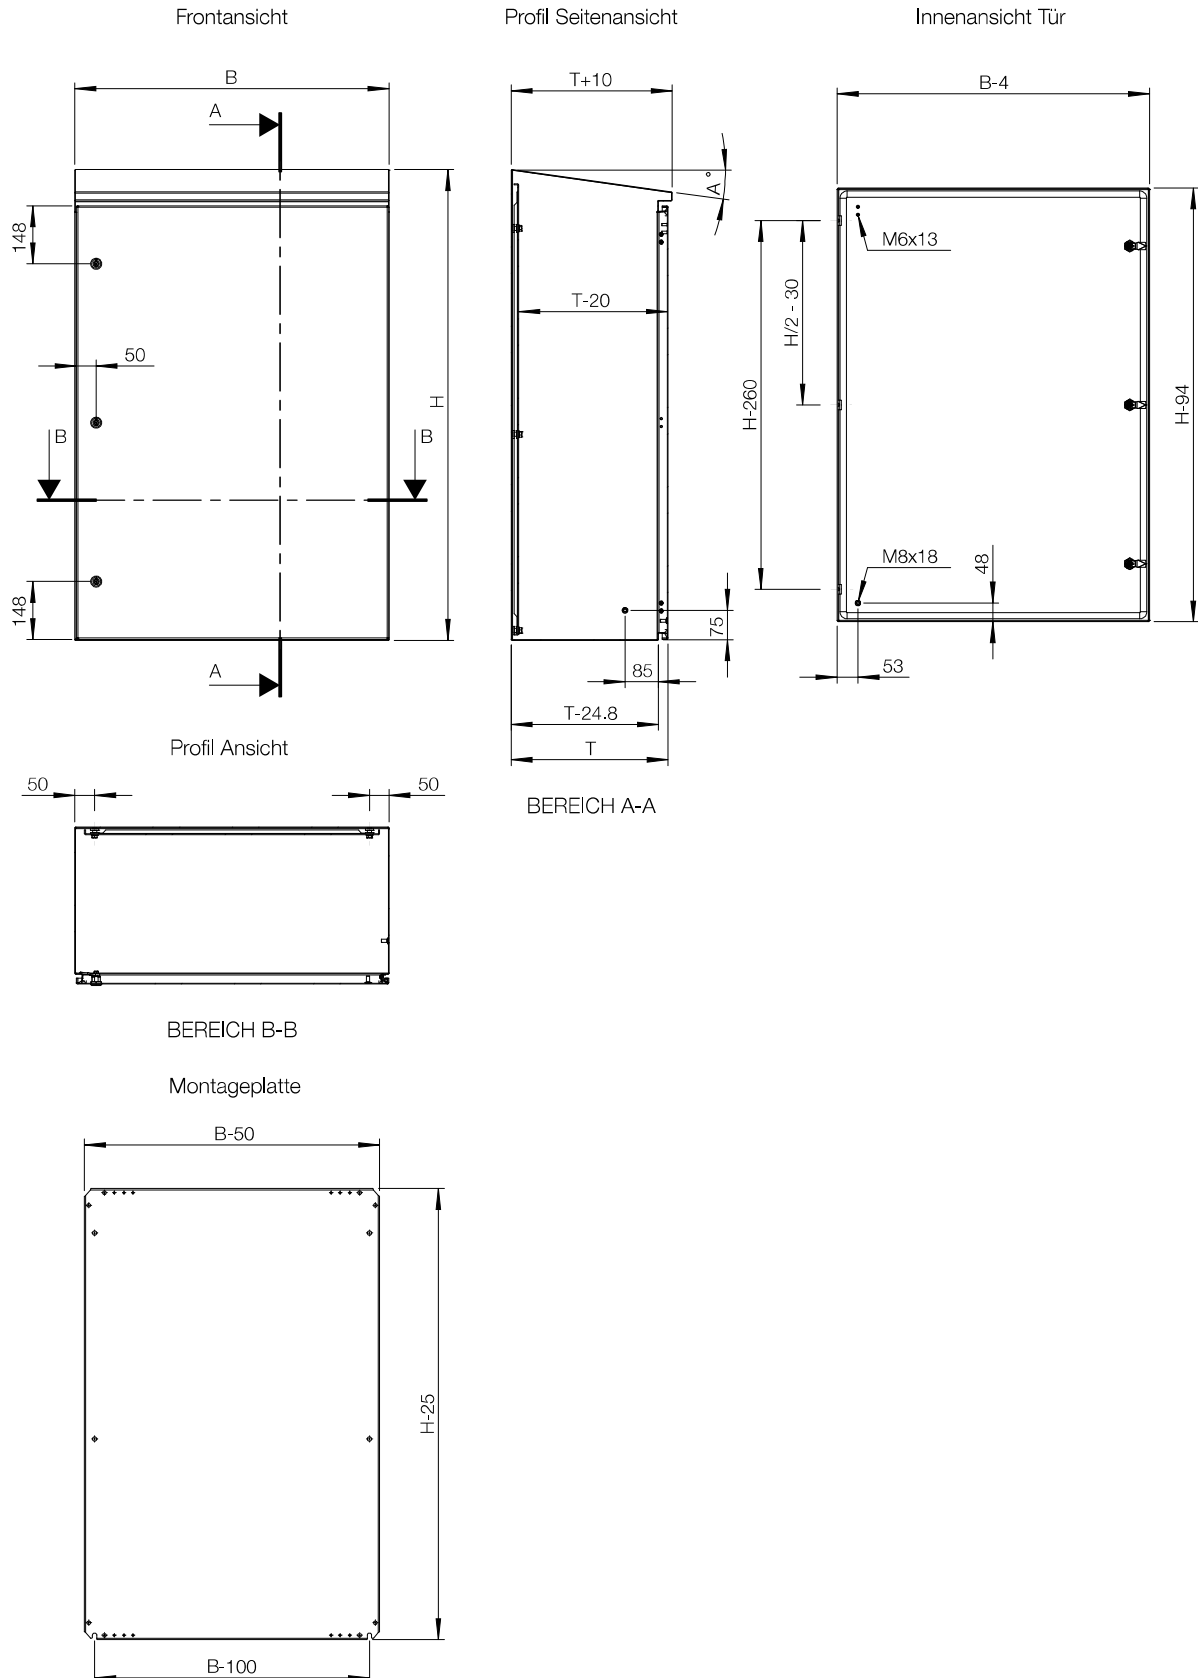 Frontansicht
Profil Seitenansicht
Innenansicht Tür
B
A
148
50
H
B
B
148
A
T+10
A°
T-20
75
85
T-24.8
T
BEREICH A-A
B-4
M6x13
H/2 - 30
H-260
H-94
M8x18
48
53
Profil Ansicht
50
50
BEREICH B-B
Montageplatte
B-50
H-25
B-100